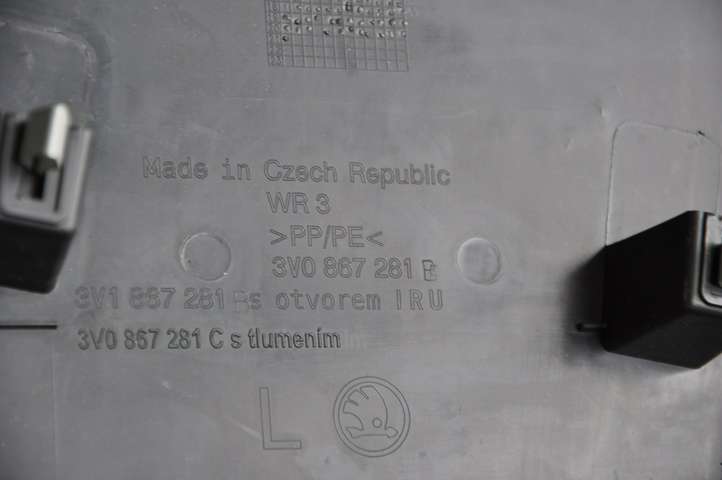 Made in Czech Republic
WR 3
>PP/PE<
3V0 867 281 B
3V1 867 281 B s otvorem IRU
3V0 867 281 C s tlumením
L